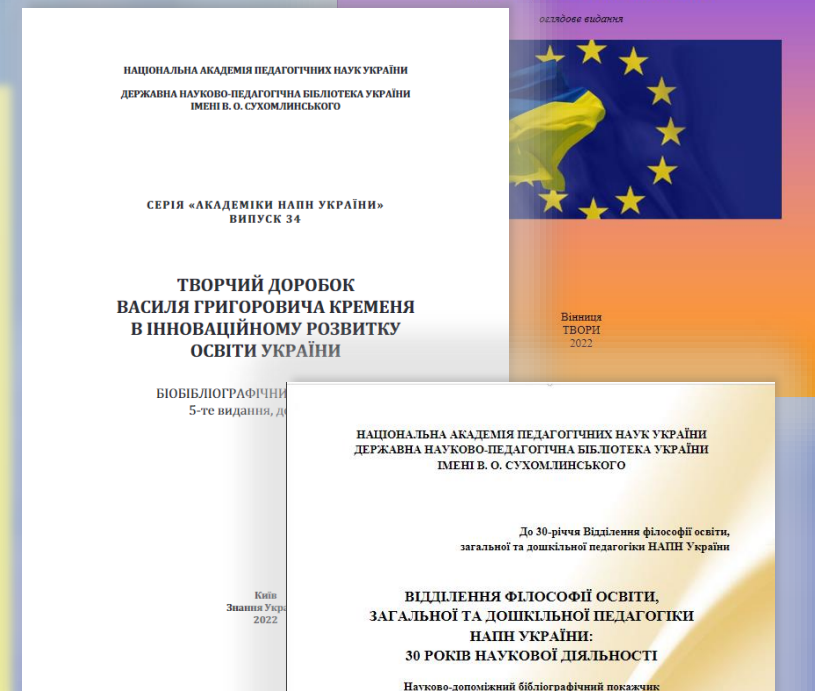 оглядове видання
НАЦІОНАЛЬНА АКАДЕМІЯ ПЕДАГОГІЧНИХ НАУК УКРАЇНИ
ДЕРЖАВНА НАУКОВО-ПЕДАГОГІЧНА БІБЛІОТЕКА УКРАЇНИ
ІМЕНІ В. О. СУХОМЛИНСЬКОГО
СЕРІЯ «АКАДЕМІКИ НАПН УКРАЇНИ»
ВИПУСК 34
ТВОРЧИЙ ДОРОБОК
ВАСИЛЯ ГРИГОРОВИЧА КРЕМЕНЯ
В ІННОВАЦІЙНОМУ РОЗВИТКУ
ОСВІТИ УКРАЇНИ
Вінниця
ТВОРИ
2022
БІОБІБЛІОГРАФІЧНИ
5-те видання, д
Київ
Знання Укра
2022
НАЦІОНАЛЬНА АКАДЕМІЯ ПЕДАГОГІЧНИХ НАУК УКРАЇНИ
ДЕРЖАВНА НАУКОВО-ПЕДАГОГІЧНА БІБЛІОТЕКА УКРАЇНИ
ІМЕНІ В. О. СУХОМЛИНСЬКОГО
До 30-річчя Відділення філософії освіти,
загальної та дошкільної педагогіки НАПН України
ВІДДІЛЕННЯ ФІЛОСОФІЇ ОСВІТИ,
ЗАГАЛЬНОЇ ТА ДОШКІЛЬНОЇ ПЕДАГОГІКИ
НАПН УКРАЇНИ:
30 РОКІВ НАУКОВОЇ ДІЯЛЬНОСТІ
Науково-допоміжний бібліографічний покажчик